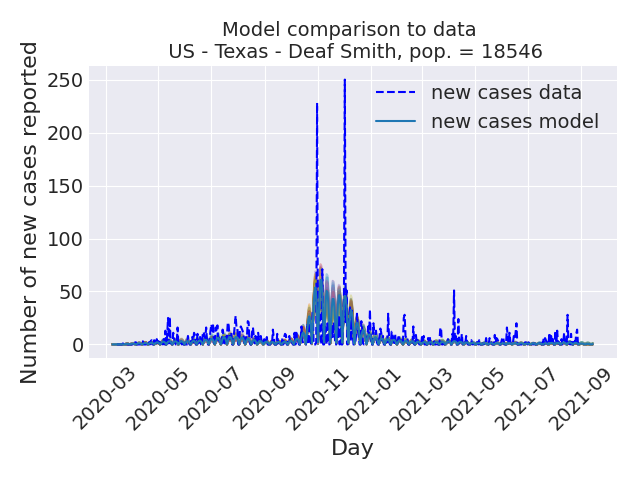 Model comparison to data
US - Texas - Deaf Smith, pop. = 18546
Number of new cases reported
250
200
150
100
50
0
new cases data
new cases model
2020-03
2020-05
2020-07
2020-09
2020-11
2021-01
2021-03
2021-05
2021-07
2021-09
Day